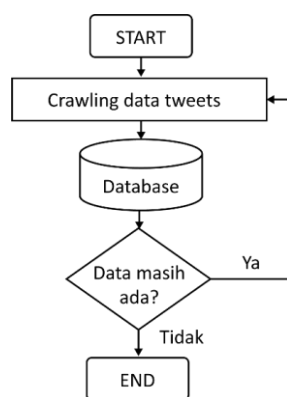 START
Crawling data tweets
Database
Data masih
ada?
Ya
Tidak
END